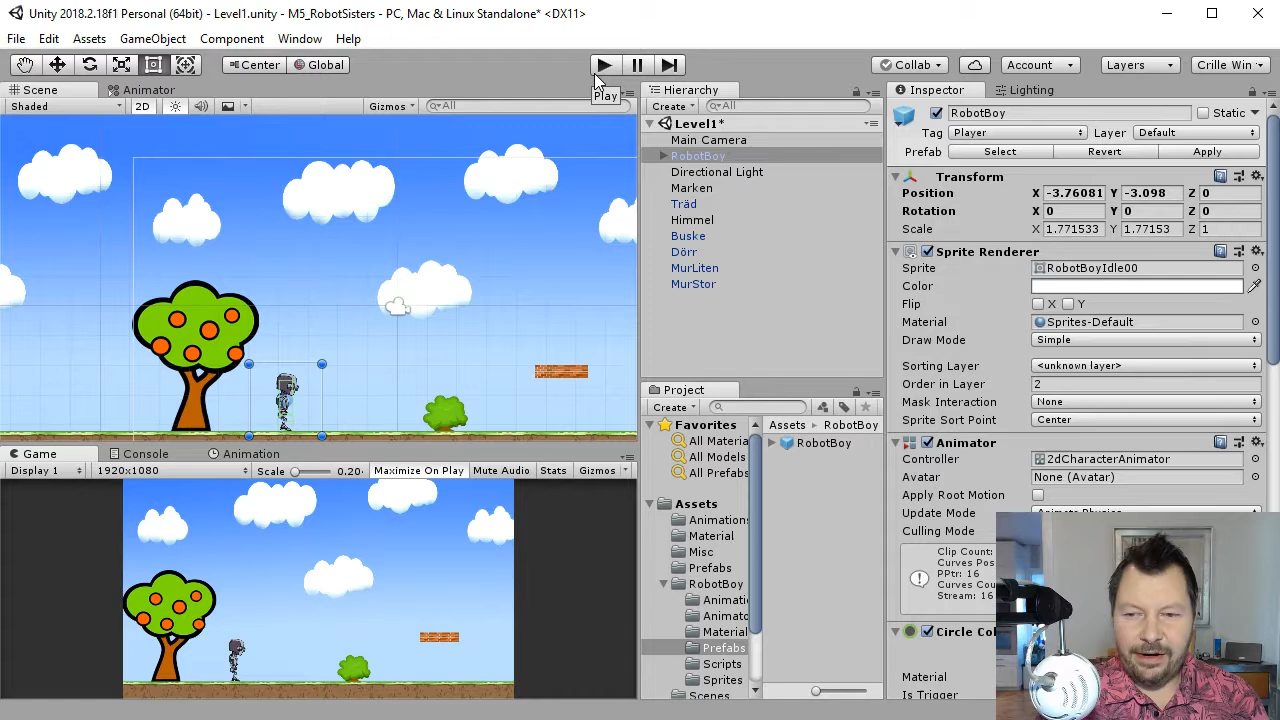 Unity 2018.2.18f1 Personal (64bit) - Level1.unity - M5_RobotSisters - PC, Mac & Linux Standalone* <DX11>
File Edit Assets GameObject Component Window Help
Center Global Collab Account Layers Crille Win
Play
Scene Animator
Shaded 2D Gizmos All
Hierarchy
Create All
Level1*
Main Camera
RobotBoy
Directional Light
Marken
Träd
Himmel
Buske
Dörr
MurLiten
MurStor
Inspector Lighting
RobotBoy Static
Tag Player Layer Default
Prefab Select Revert Apply
Transform
Position X -3.76081 Y -3.098 Z 0
Rotation X 0 Y 0 Z 0
Scale X 1.771533 Y 1.77153 Z 1
Sprite Renderer
Sprite RobotBoyIdle00
Color
Flip X Y
Material Sprites-Default
Draw Mode Simple
Sorting Layer <unknown layer>
Order in Layer 2
Mask Interaction None
Sprite Sort Point Center
Animator
Controller 2dCharacterAnimator
Avatar None (Avatar)
Apply Root Motion
Update Mode Animate Physics
Culling Mode
Clip Count:
Curves Pos
PPtr: 16
Curves Cou
Stream: 16
Circle Co
Material
Is Trigger
Project
Create
Favorites
All Materia
All Models
All Prefabs
Assets
Animations
Material
Misc
Prefabs
RobotBoy
Animati
Animato
Material
Prefabs
Scripts
Sprites
Scenes
Assets RobotBoy
RobotBoy
Game Console Animation
Display 1 1920x1080 Scale 0.20 Maximize On Play Mute Audio Stats Gizmos